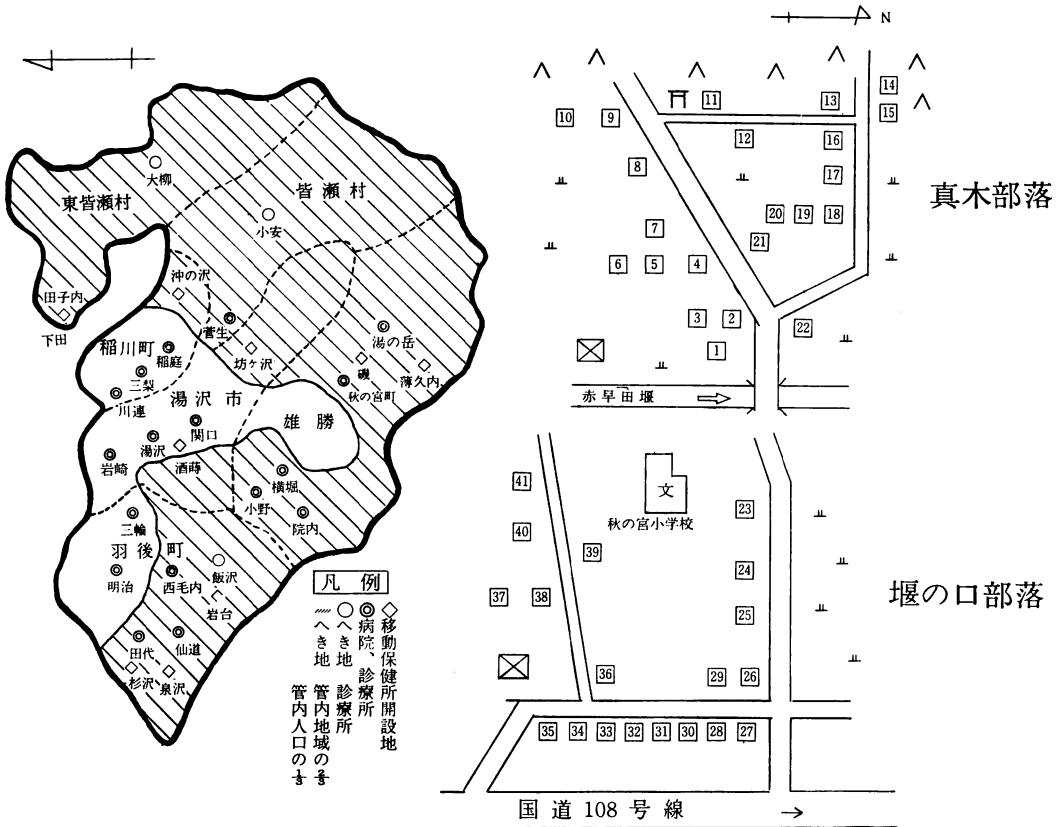 大柳
東皆瀬村
皆瀬村
小安
沖の沢
田子内
下田
菅生
湯の岳
稲川町
稲庭
坊ヶ沢
磯
薄久内
三梨
秋の宮町
川連
湯沢市
関口
雄勝
湯沢
酒蒔
岩崎
横堀
小野
院内
三輪
羽後町
飯沢
明治
西毛内
岩台
田代
仙道
杉沢
泉沢
凡例
移動保健所開設地
病院、診療所
へき地 診療所
へき地 管内地域の⅔
管内人口の⅓
N
14
11
13
15
10
9
12
16
8
17
真木部落
20
19
18
7
21
6
5
4
3
2
22
1
赤早田堰
41
文
23
秋の宮小学校
40
39
24
37
38
25
堰の口部落
36
29
26
35
34
33
32
31
30
28
27
国道108号線